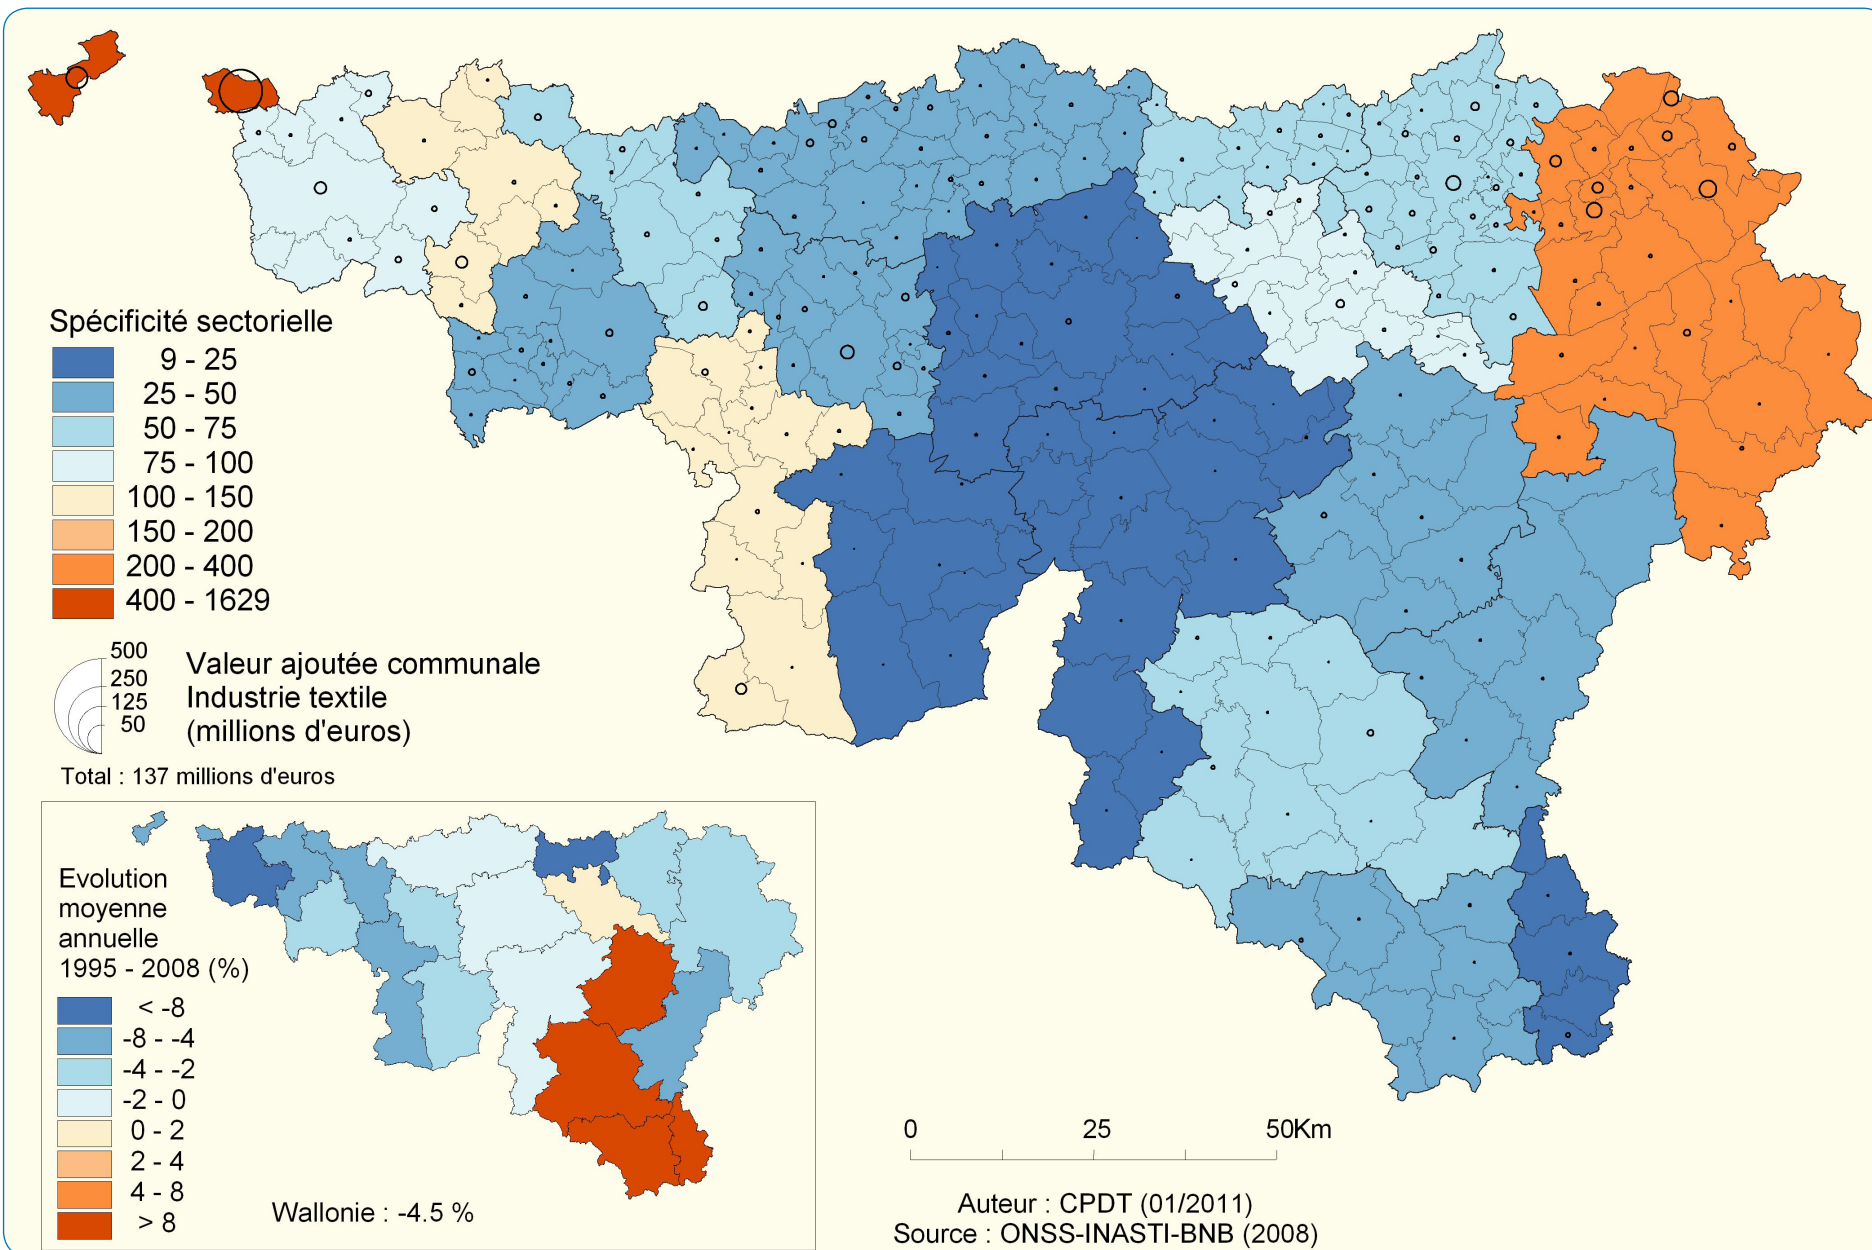 Spécificité sectorielle
9 - 25
25 - 50
50 - 75
75 - 100
100 - 150
150 - 200
200 - 400
400 - 1629
500
250
125
50
Valeur ajoutée communale
Industrie textile
(millions d'euros)
Total : 137 millions d'euros
Evolution
moyenne
annuelle
1995 - 2008 (%)
< -8
-8 - -4
-4 - -2
-2 - 0
0 - 2
2 - 4
4 - 8
> 8
Wallonie : -4.5 %
0 25 50Km
Auteur : CPDT (01/2011)
Source : ONSS-INASTI-BNB (2008)